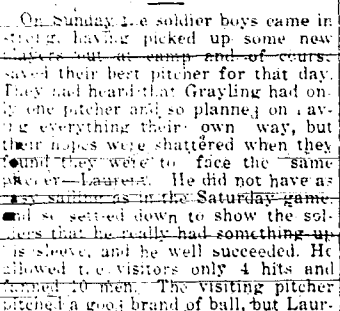 On Sunday the soldier boys came in
strong, having picked up some new
players out at camp and of course
saved their bert pitcher for that day.
They had heard that Grayling had on-
ly one pitcher and so planned on hav-
ing everything their own way, but
their hopes were shattered when they
found they were to face the same
pitcher—Laurent. He did not have as
easy sailing as in the Saturday game
and so settled down to show the sol-
diers that he really had something up
his sleeve, and he well succeeded. He
allowed the visitors only 4 hits and
fanned 10 men. The visiting pitcher
pitched a good brand of ball, but Laur-